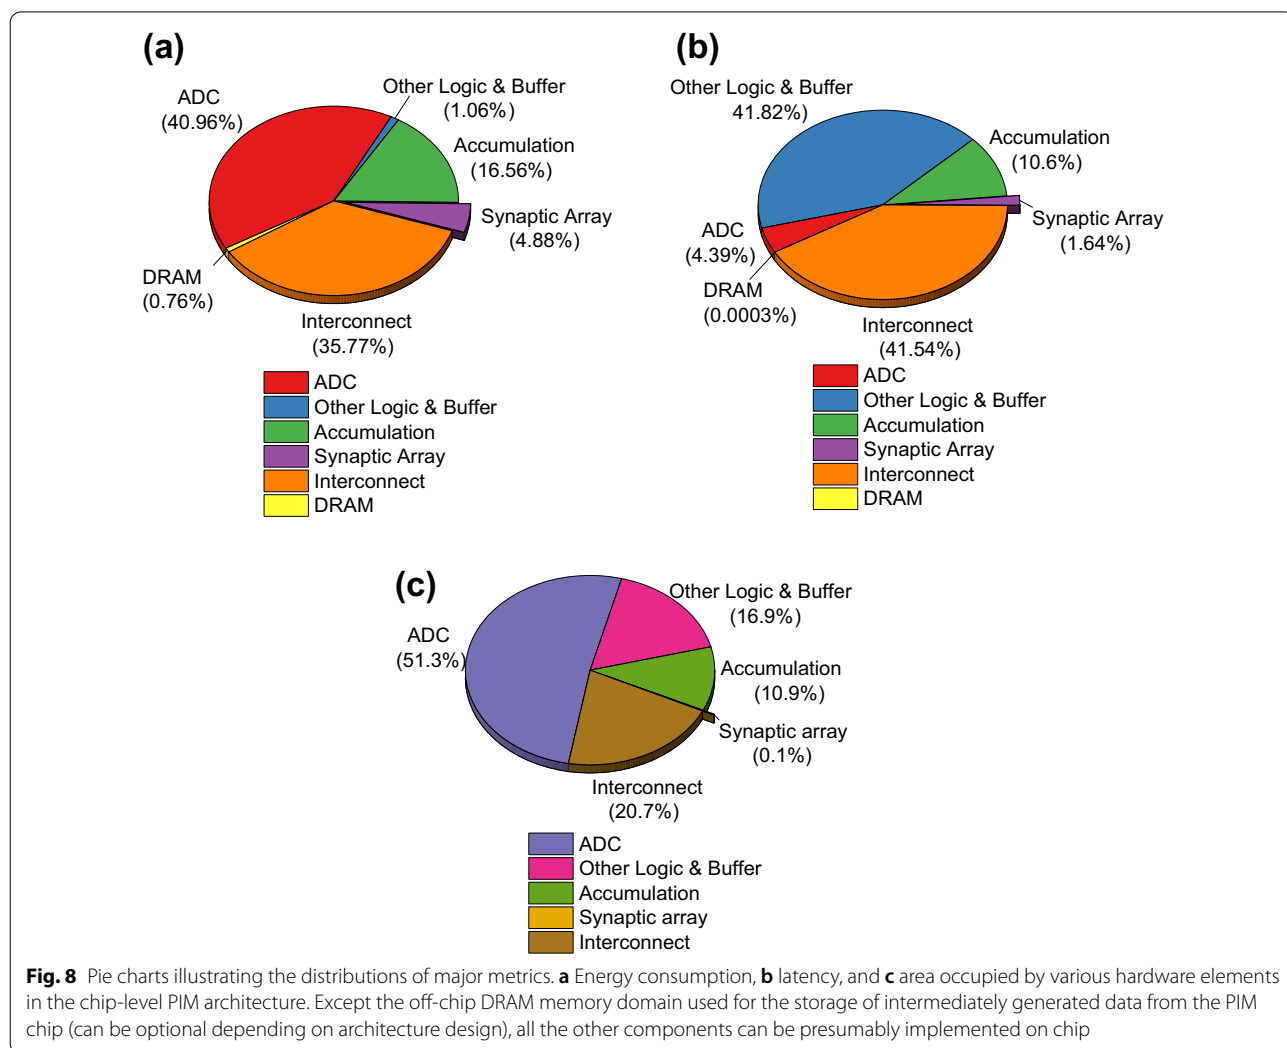 (a)
ADC
(40.96%)
Other Logic & Buffer
(1.06%)
Accumulation
(16.56%)
Synaptic Array
(4.88%)
DRAM
(0.76%)
Interconnect
(35.77%)
ADC
Other Logic & Buffer
Accumulation
Synaptic Array
Interconnect
DRAM
(b)
Other Logic & Buffer
41.82%)
Accumulation
(10.6%)
Synaptic Array
(1.64%)
ADC
(4.39%)
DRAM
(0.0003%)
Interconnect
(41.54%)
ADC
Other Logic & Buffer
Accumulation
Synaptic Array
Interconnect
DRAM
(c)
ADC
(51.3%)
Other Logic & Buffer
(16.9%)
Accumulation
(10.9%)
Synaptic array
(0.1%)
Interconnect
(20.7%)
ADC
Other Logic & Buffer
Accumulation
Synaptic array
Interconnect
Fig. 8 Pie charts illustrating the distributions of major metrics. a Energy consumption, b latency, and c area occupied by various hardware elements
in the chip-level PIM architecture. Except the off-chip DRAM memory domain used for the storage of intermediately generated data from the PIM
chip (can be optional depending on architecture design), all the other components can be presumably implemented on chip